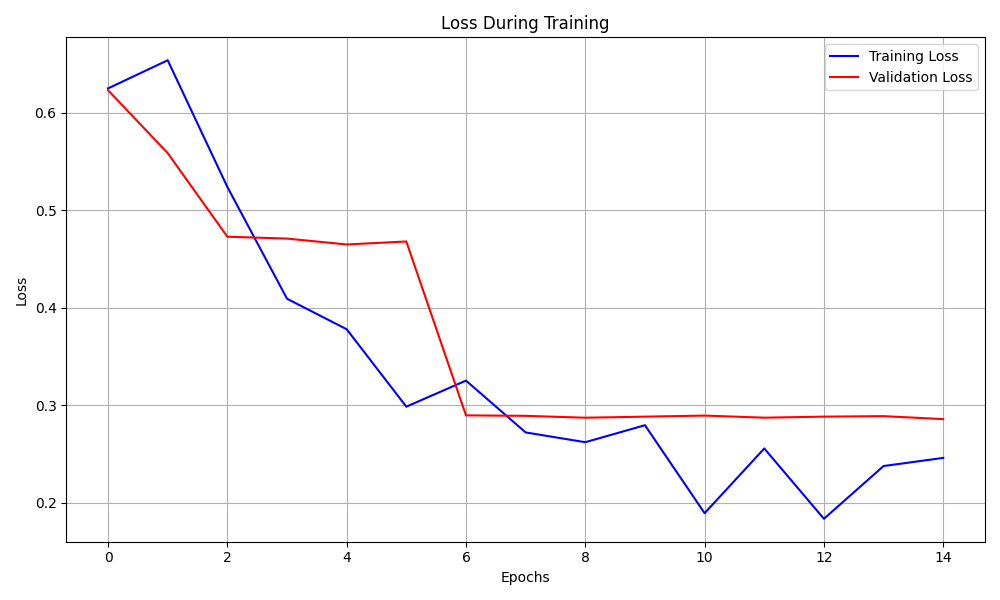 Loss During Training
Training Loss
Validation Loss
0.6
0.5
0.4
0.3
0.2
Loss
0 2 4 6 8 10 12 14
Epochs